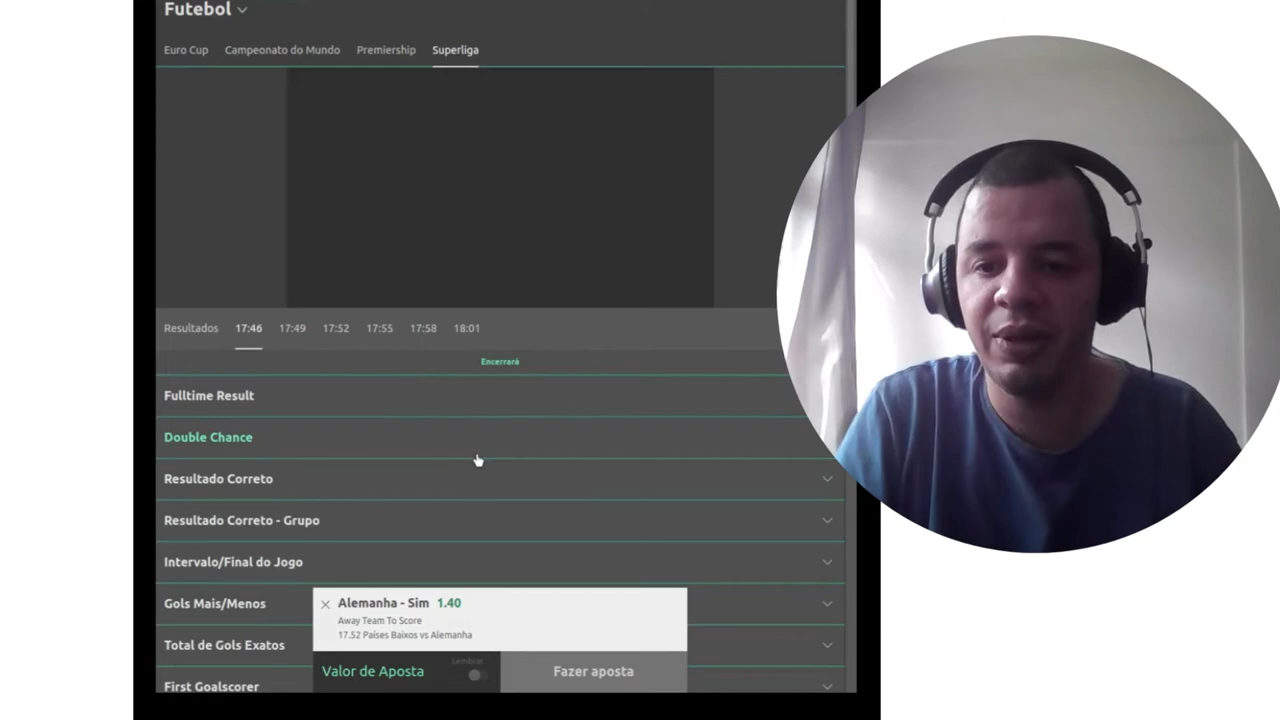 Futebol
Euro Cup Campeonato do Mundo Premiership Superliga
Resultados 17:46 17:49 17:52 17:55 17:58 18:01
Encerrará
Fulltime Result
Double Chance
Resultado Correto
Resultado Correto - Grupo
Intervalo/Final do Jogo
Gols Mais/Menos
Total de Gols Exatos
First Goalscorer
Alemanha - Sim 1.40
Away Team To Score
17.52 Países Baixos vs Alemanha
Lembrar
Valor de Aposta
Fazer aposta